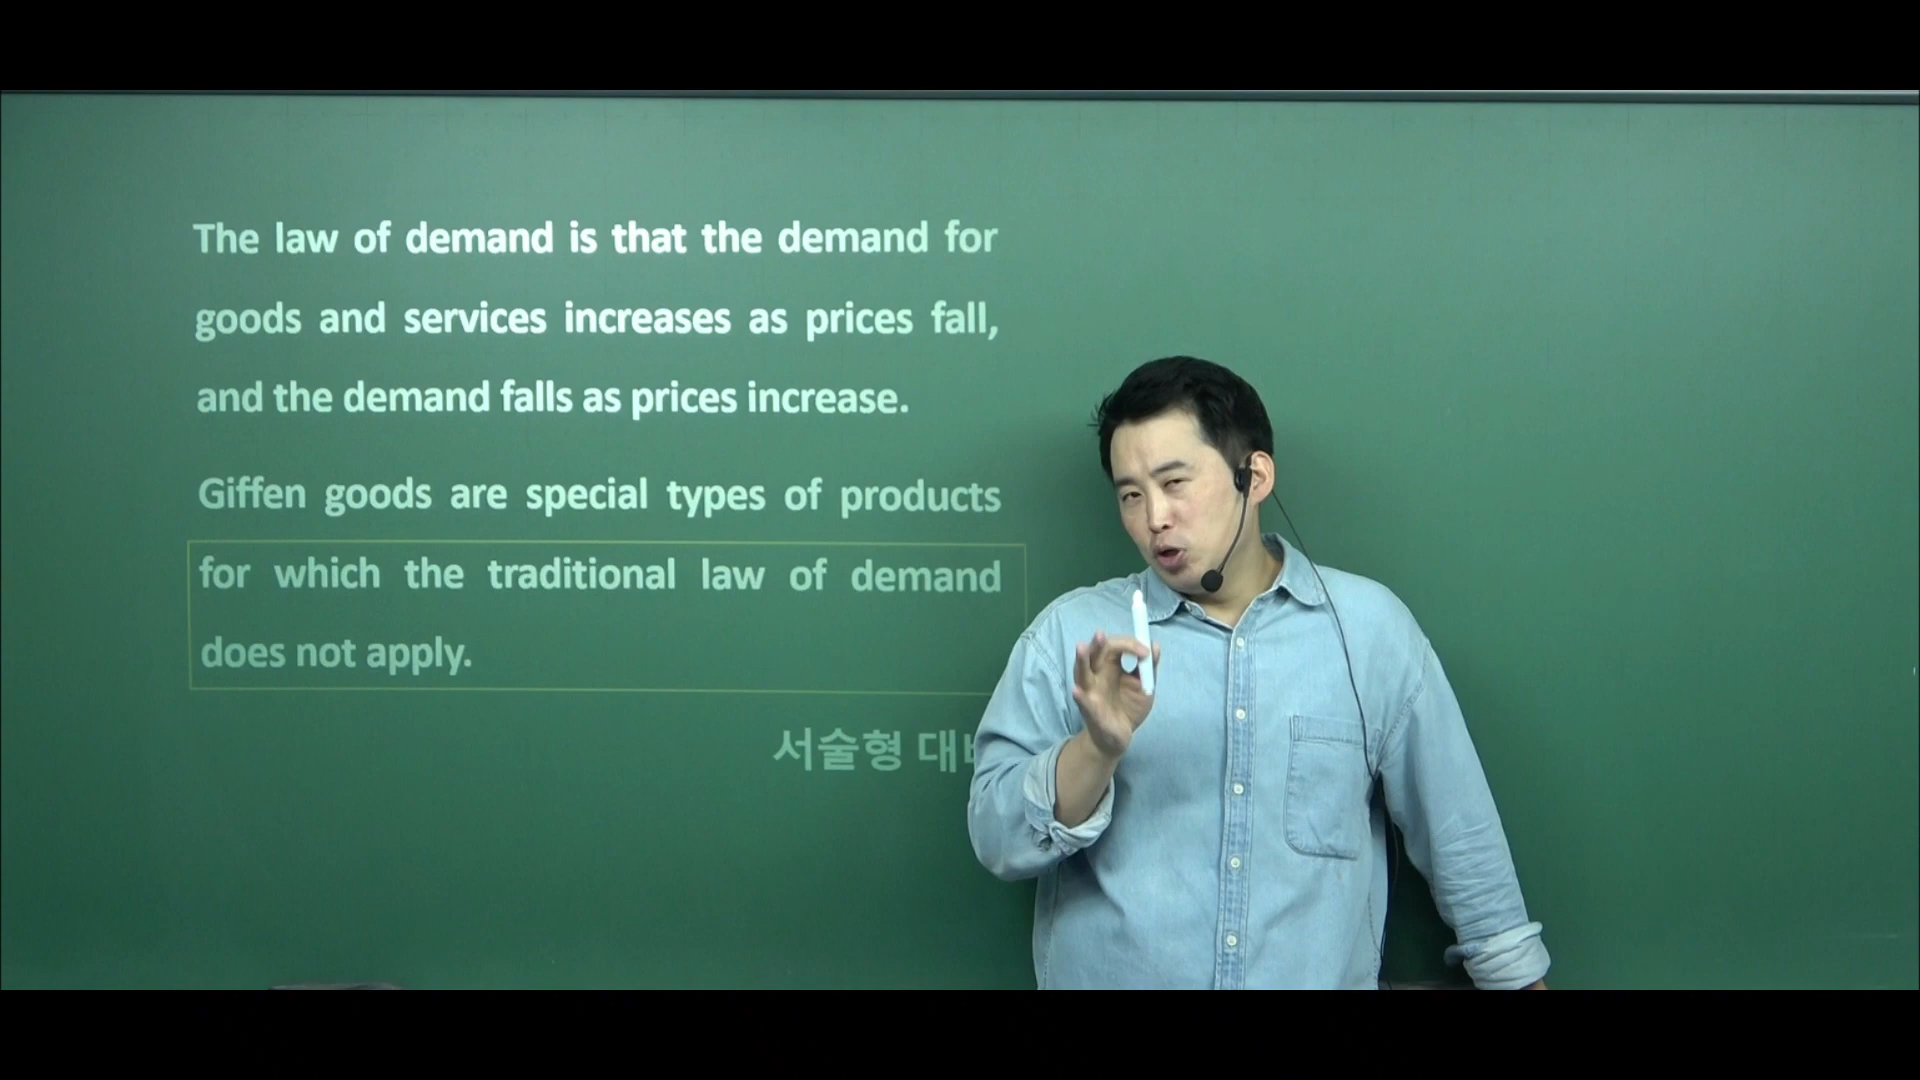 The law of demand is that the demand for
goods and services increases as prices fall,
and the demand falls as prices increase.
Giffen goods are special types of products
for which the traditional law of demand
does not apply.
서술형